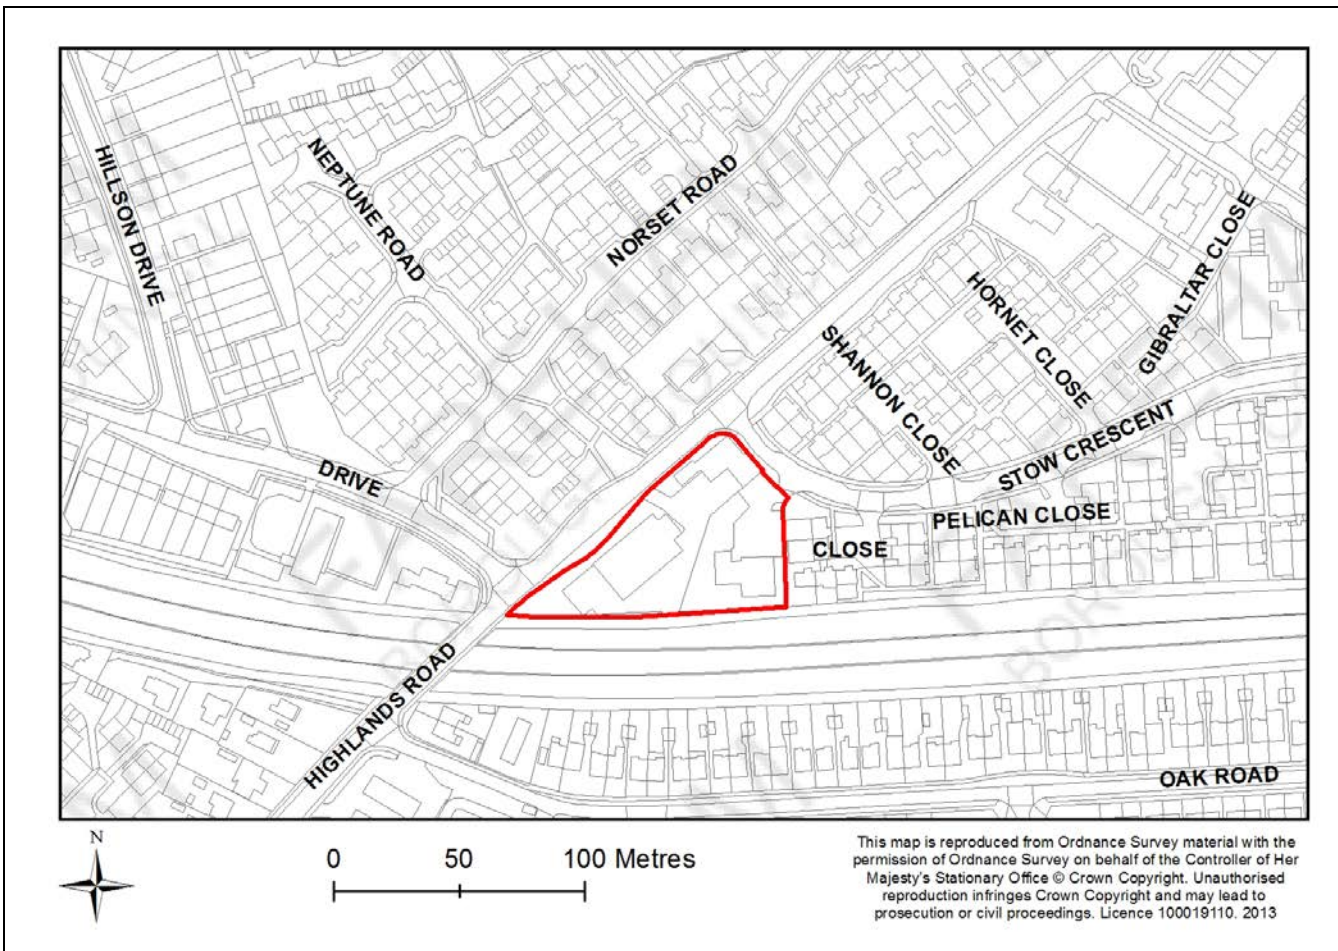 HILLSON DRIVE
NEPTUNE ROAD
NORSET ROAD
GIBRALTAR CLOSE
HORNET CLOSE
SHANNON CLOSE
STOW CRESCENT
DRIVE
PELICAN CLOSE
CLOSE
HIGHLANDS ROAD
OAK ROAD
N
0 50 100 Metres
This map is reproduced from Ordnance Survey material with the
permission of Ordnance Survey on behalf of the Controller of Her
Majesty's Stationary Office © Crown Copyright. Unauthorised
reproduction infringes Crown Copyright and may lead to
prosecution or civil proceedings. Licence 100019110. 2013